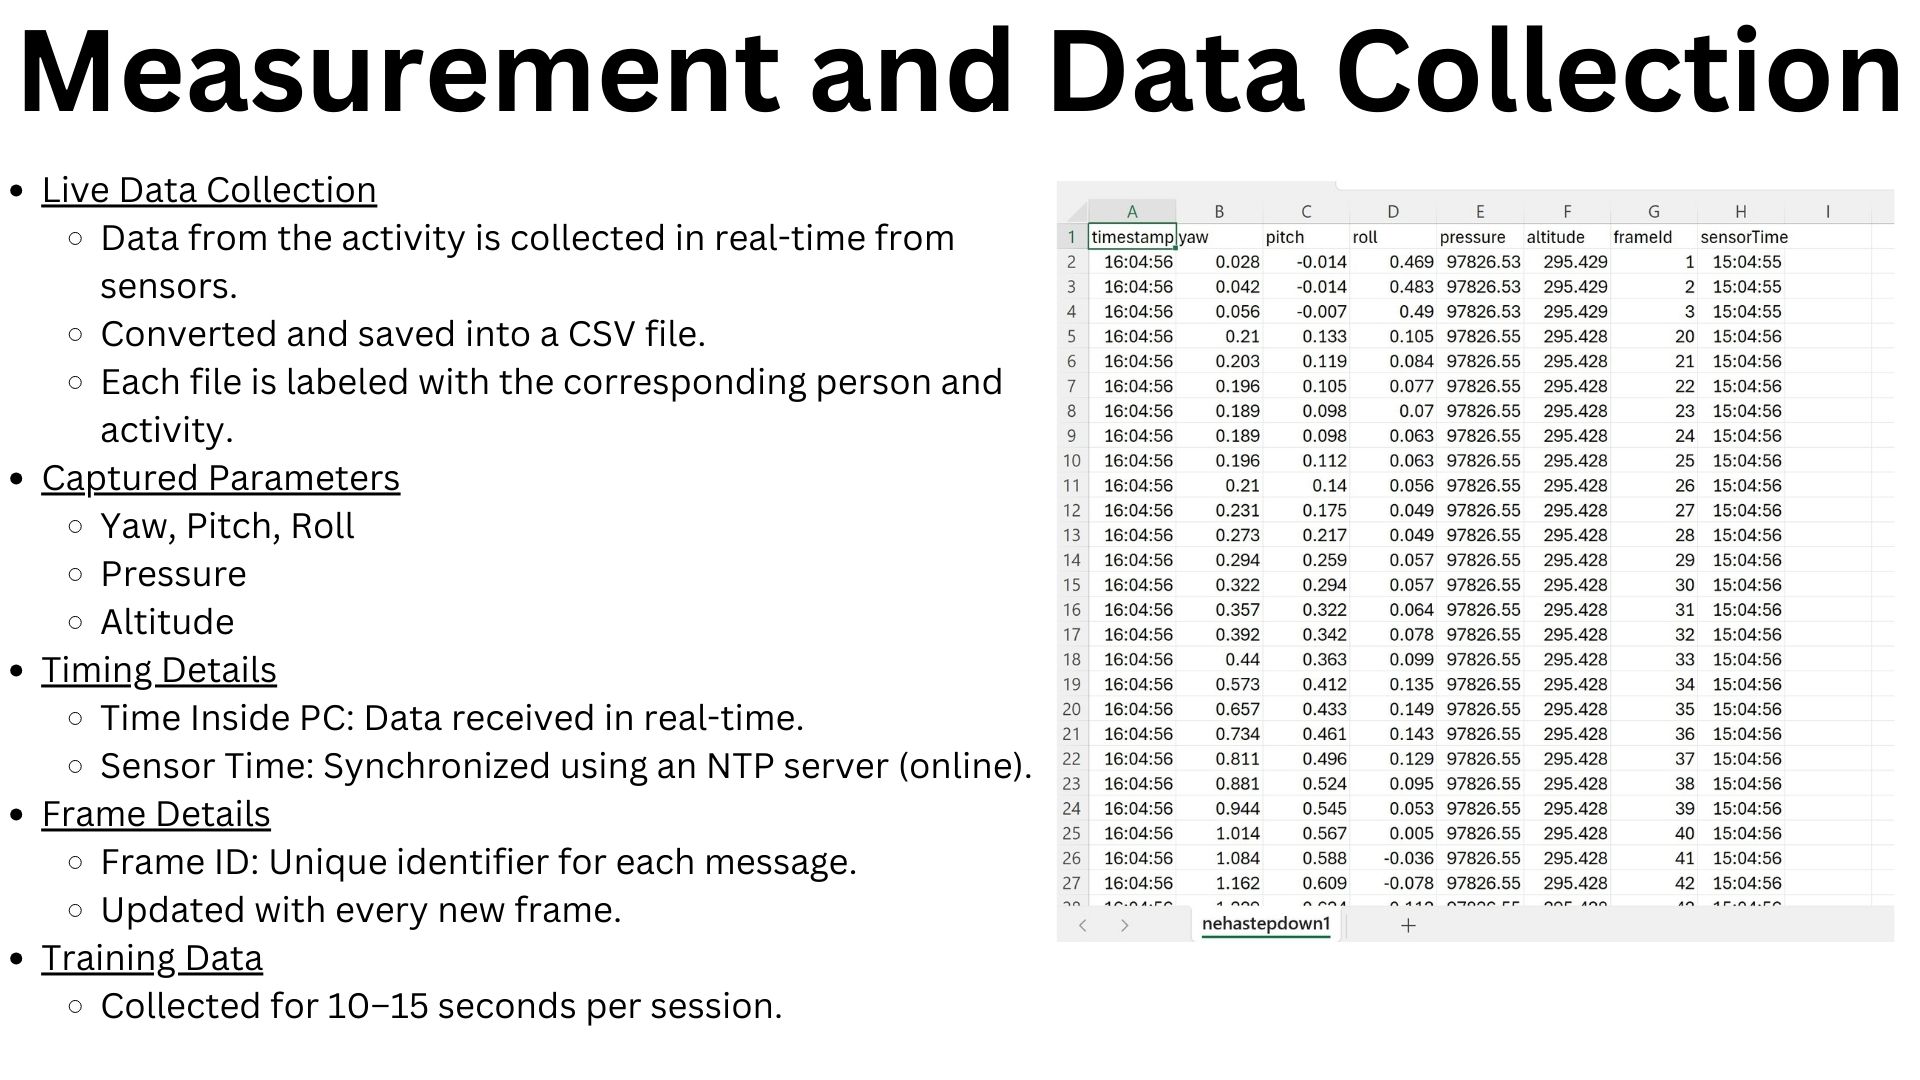 Measurement and Data Collection
• Live Data Collection
○ Data from the activity is collected in real-time from
sensors.
○ Converted and saved into a CSV file.
○ Each file is labeled with the corresponding person and
activity.
• Captured Parameters
○ Yaw, Pitch, Roll
○ Pressure
○ Altitude
• Timing Details
○ Time Inside PC: Data received in real-time.
○ Sensor Time: Synchronized using an NTP server (online).
• Frame Details
○ Frame ID: Unique identifier for each message.
○ Updated with every new frame.
• Training Data
○ Collected for 10–15 seconds per session.
A B C D E F G H I
1 timestamp yaw pitch roll pressure altitude frameId sensorTime
2 16:04:56 0.028 -0.014 0.469 97826.53 295.429 1 15:04:55
3 16:04:56 0.042 -0.014 0.483 97826.53 295.429 2 15:04:55
4 16:04:56 0.056 -0.007 0.49 97826.53 295.429 3 15:04:55
5 16:04:56 0.21 0.133 0.105 97826.55 295.428 20 15:04:56
6 16:04:56 0.203 0.119 0.084 97826.55 295.428 21 15:04:56
7 16:04:56 0.196 0.105 0.077 97826.55 295.428 22 15:04:56
8 16:04:56 0.189 0.098 0.07 97826.55 295.428 23 15:04:56
9 16:04:56 0.189 0.098 0.063 97826.55 295.428 24 15:04:56
10 16:04:56 0.196 0.112 0.063 97826.55 295.428 25 15:04:56
11 16:04:56 0.21 0.14 0.056 97826.55 295.428 26 15:04:56
12 16:04:56 0.231 0.175 0.049 97826.55 295.428 27 15:04:56
13 16:04:56 0.273 0.217 0.049 97826.55 295.428 28 15:04:56
14 16:04:56 0.294 0.259 0.057 97826.55 295.428 29 15:04:56
15 16:04:56 0.322 0.294 0.057 97826.55 295.428 30 15:04:56
16 16:04:56 0.357 0.322 0.064 97826.55 295.428 31 15:04:56
17 16:04:56 0.392 0.342 0.078 97826.55 295.428 32 15:04:56
18 16:04:56 0.44 0.363 0.099 97826.55 295.428 33 15:04:56
19 16:04:56 0.573 0.412 0.135 97826.55 295.428 34 15:04:56
20 16:04:56 0.657 0.433 0.149 97826.55 295.428 35 15:04:56
21 16:04:56 0.734 0.461 0.143 97826.55 295.428 36 15:04:56
22 16:04:56 0.811 0.496 0.129 97826.55 295.428 37 15:04:56
23 16:04:56 0.881 0.524 0.095 97826.55 295.428 38 15:04:56
24 16:04:56 0.944 0.545 0.053 97826.55 295.428 39 15:04:56
25 16:04:56 1.014 0.567 0.005 97826.55 295.428 40 15:04:56
26 16:04:56 1.084 0.588 -0.036 97826.55 295.428 41 15:04:56
27 16:04:56 1.162 0.609 -0.078 97826.55 295.428 42 15:04:56
nehastepdown1